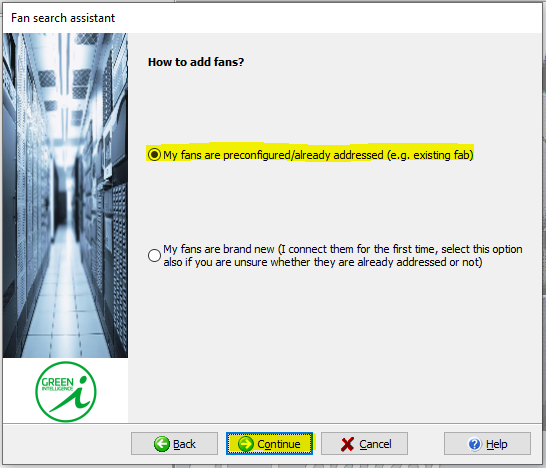 Fan search assistant
How to add fans?
My fans are preconfigured/already addressed (e.g. existing fab)
My fans are brand new (I connect them for the first time, select this option
also if you are unsure whether they are already addressed or not)
GREEN
INTELLIGENCE
Back
Continue
Cancel
Help